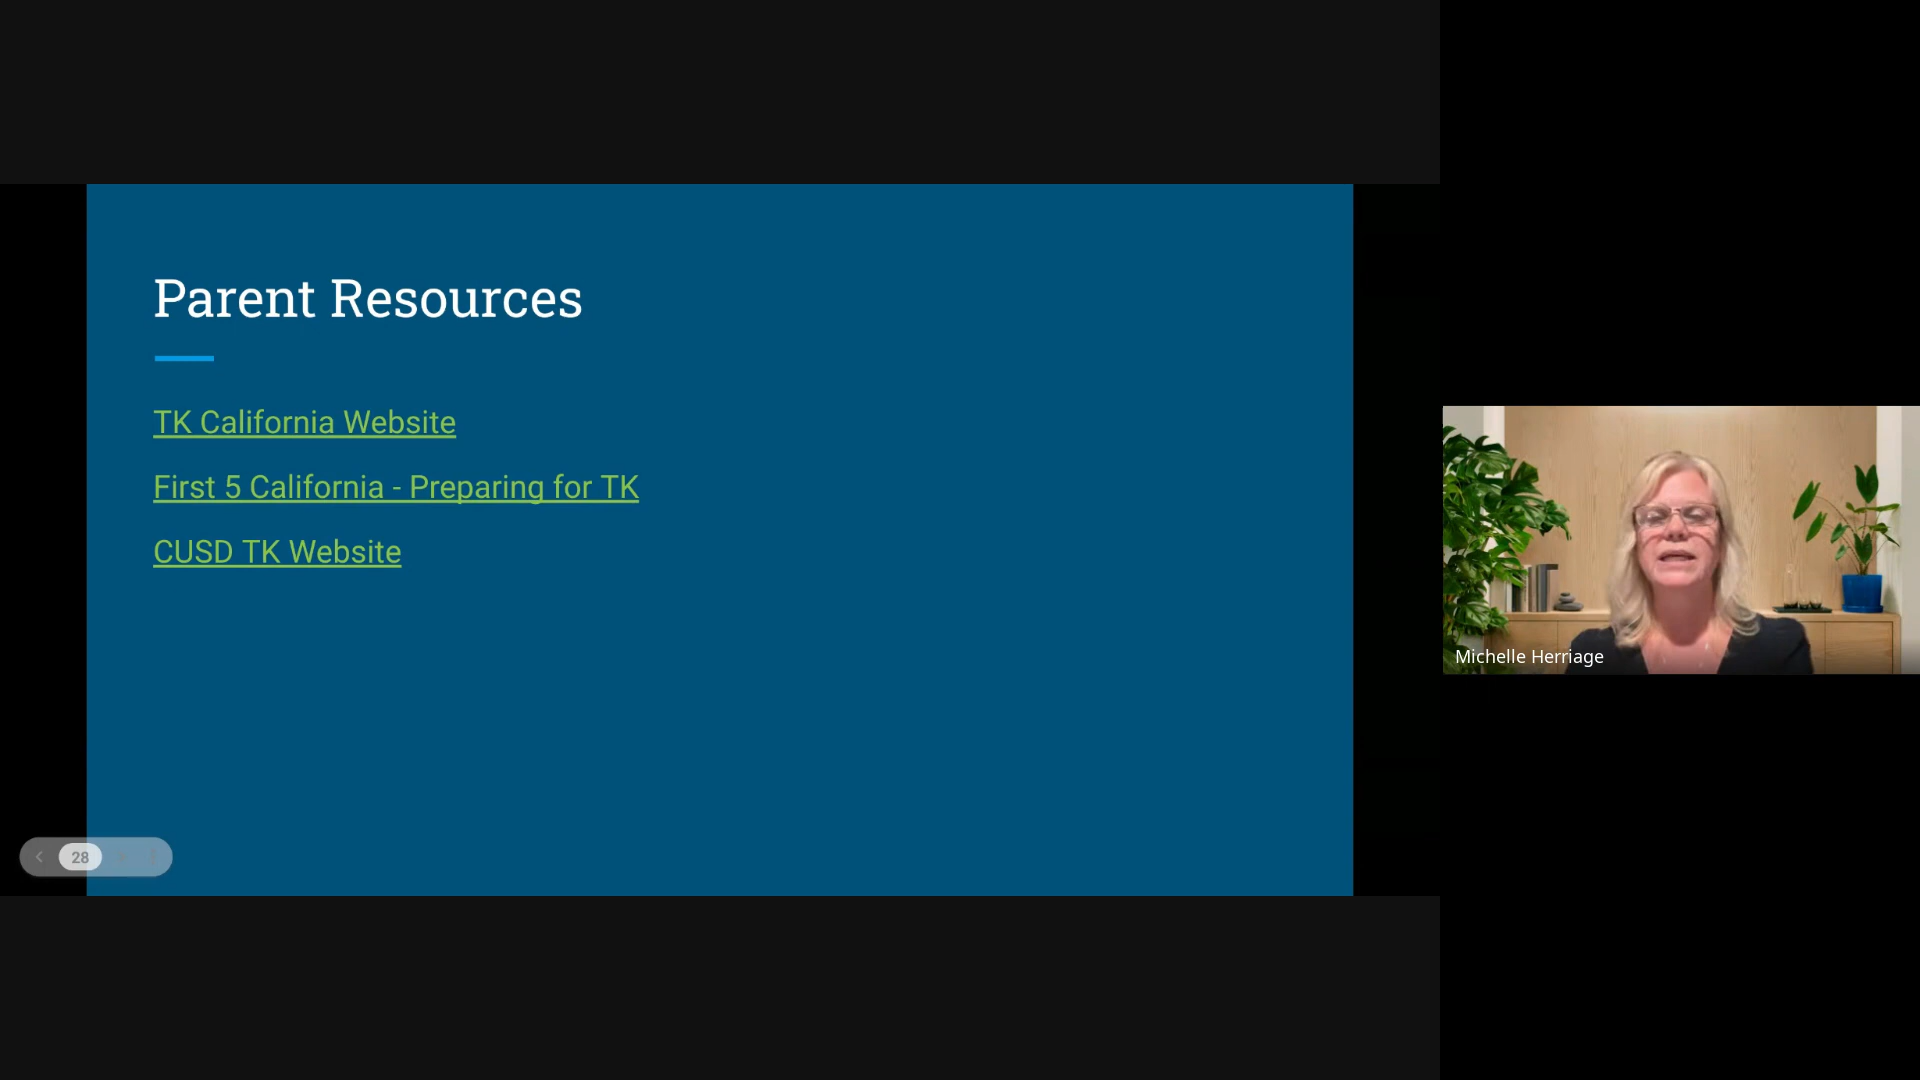 Parent Resources
TK California Website
First 5 California - Preparing for TK
CUSD TK Website
Michelle Herriage
28